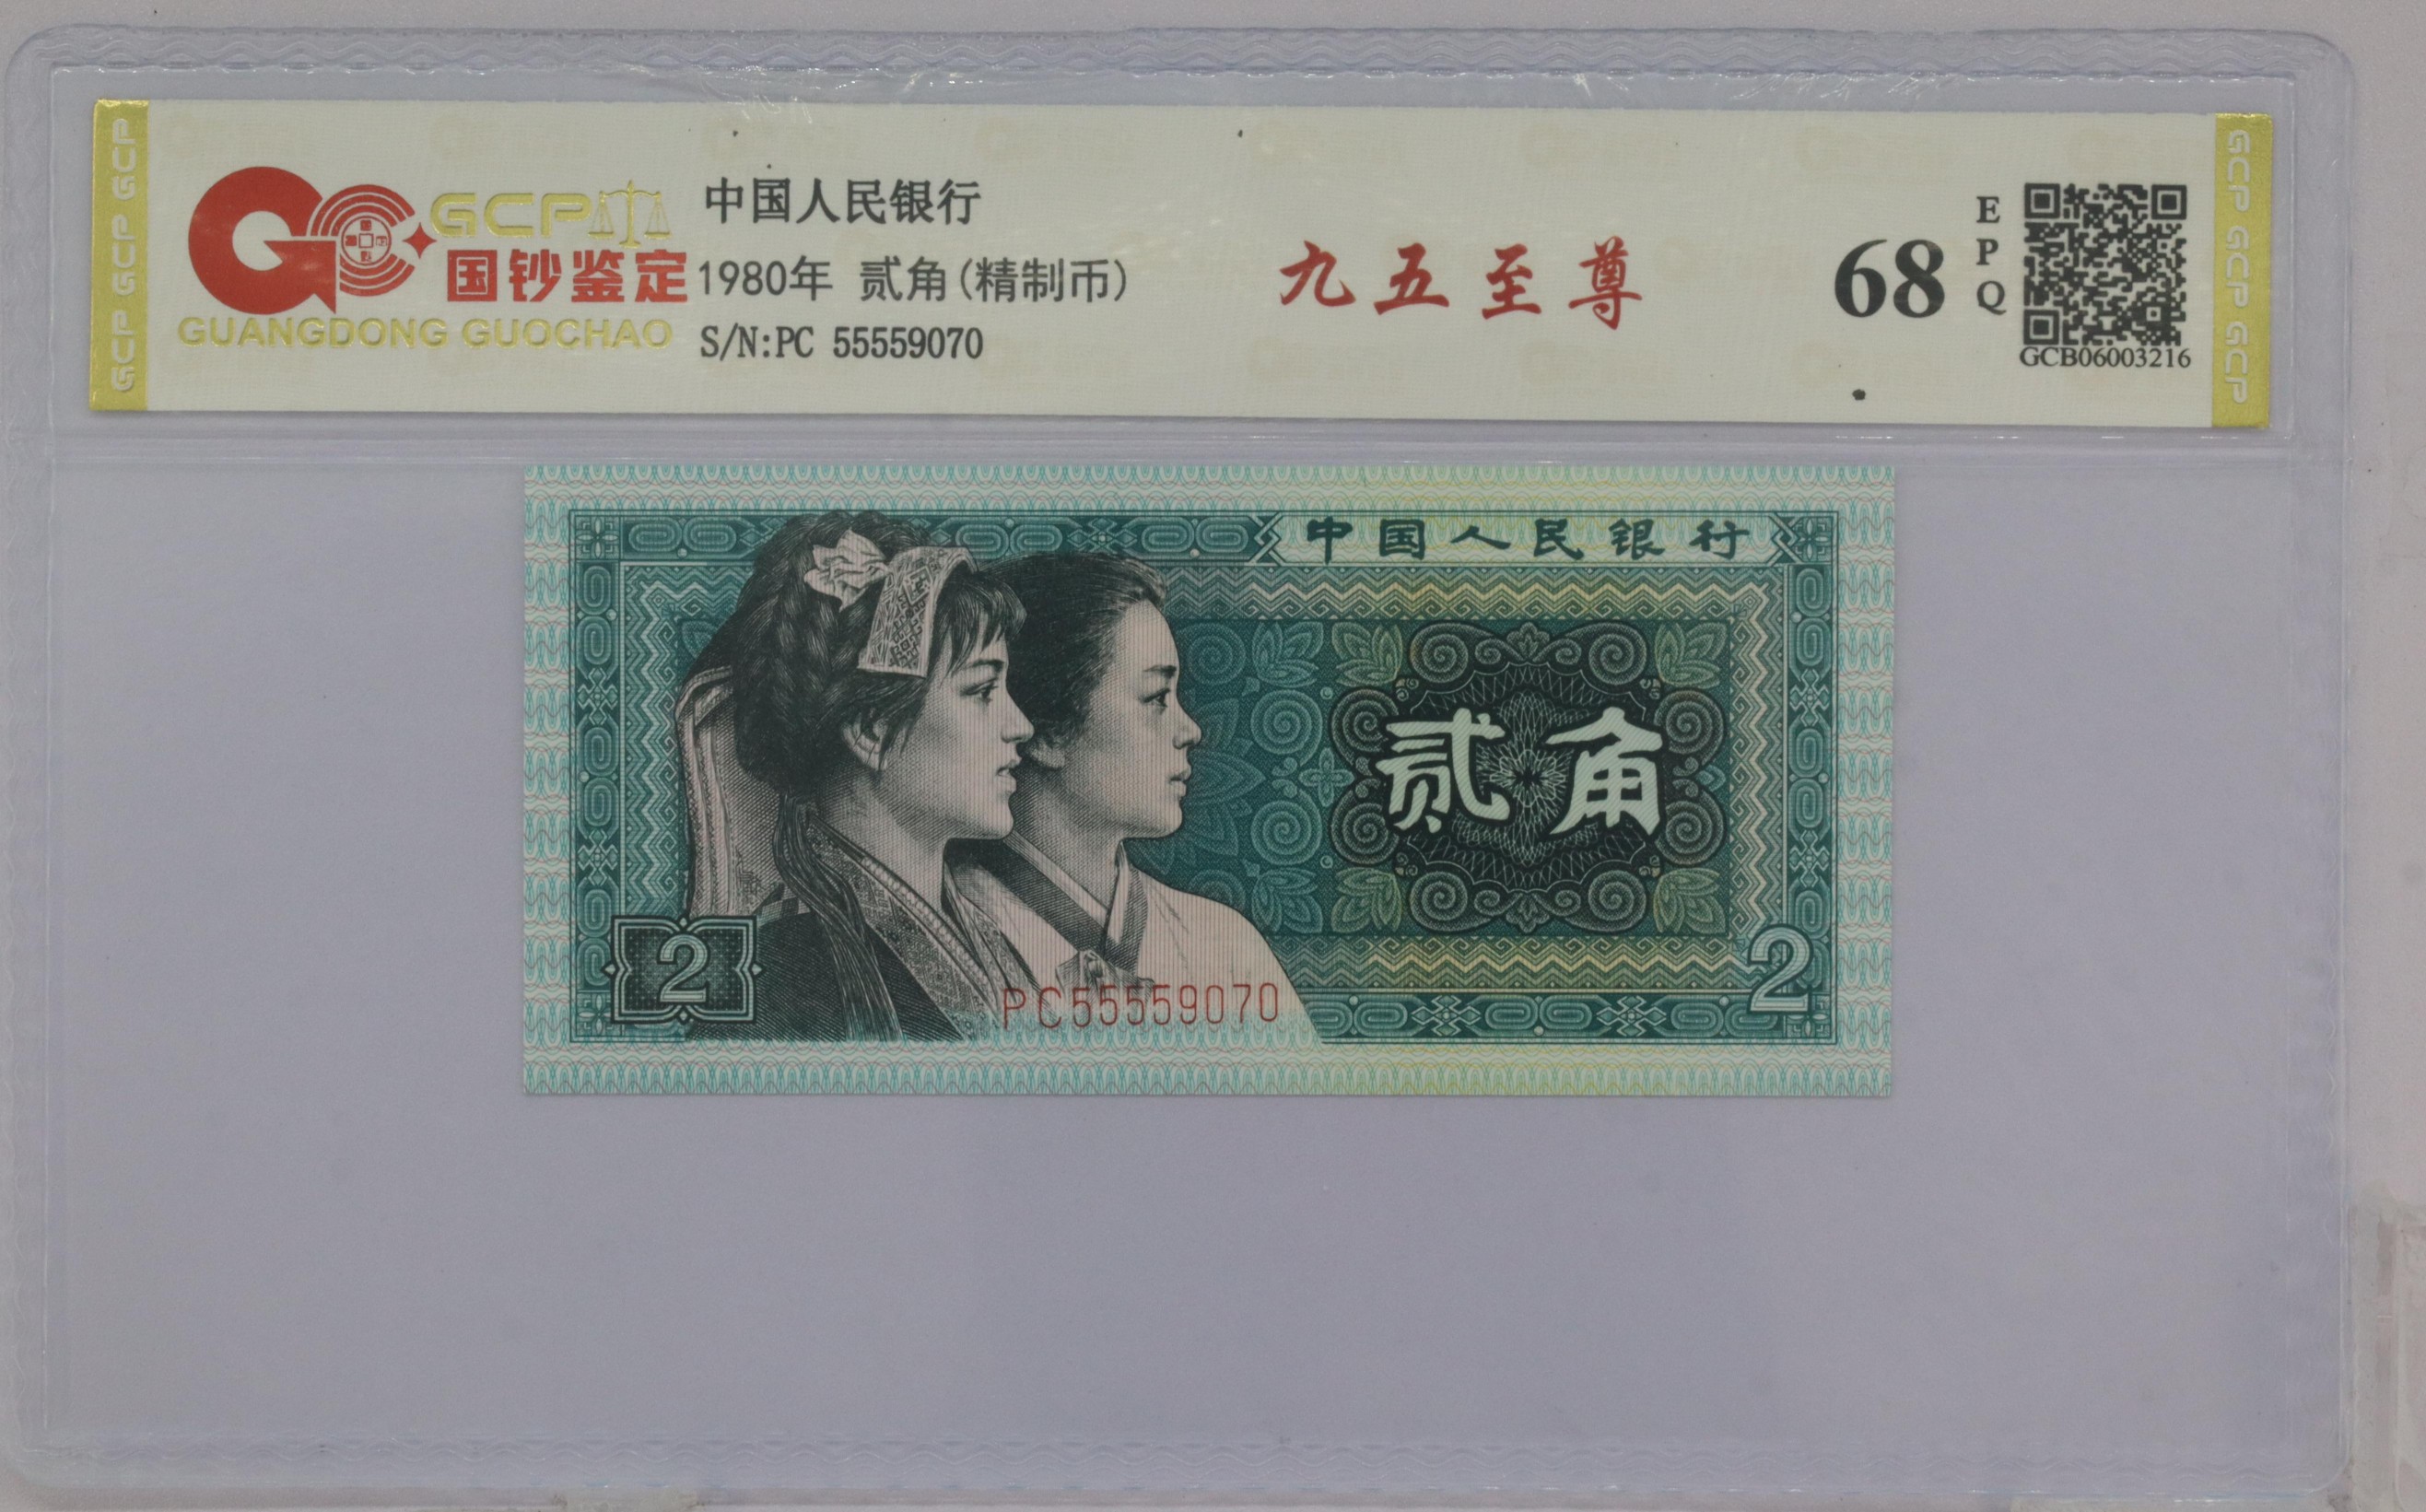 GCP GCP GCP
GCP
国钞鉴定
GUANGDONG GUOCHAO
中国人民银行
1980年 贰角(精制币)
S/N:PC 55559070
九五至尊
68
EPQ
GCB06003216
GCP GCP GCP
中国人民银行
贰角
2
PC55559070
2